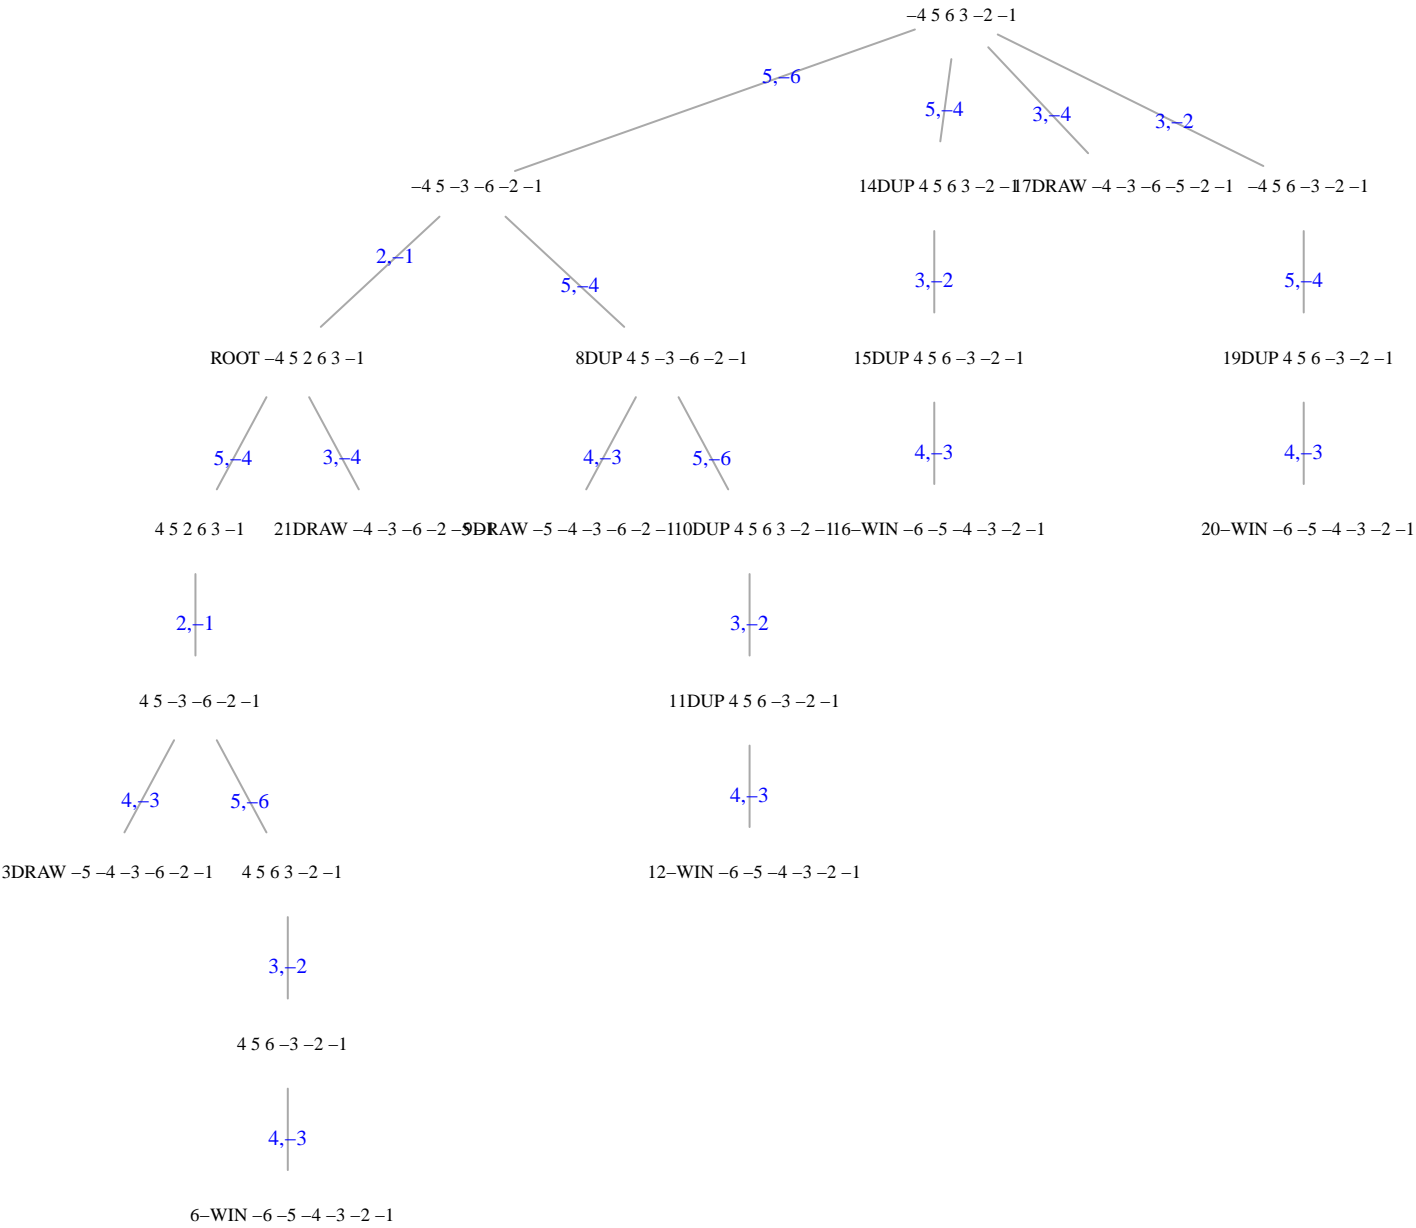 –4 5 6 3 –2 –1
5,–6
5,–4
3,–4
3,–2
–4 5 –3 –6 –2 –1
14DUP 4 5 6 3 –2 –1
17DRAW –4 –3 –6 –5 –2 –1
–4 5 6 –3 –2 –1
2,–1
5,–4
3,–2
5,–4
ROOT –4 5 2 6 3 –1
8DUP 4 5 –3 –6 –2 –1
15DUP 4 5 6 –3 –2 –1
19DUP 4 5 6 –3 –2 –1
5,–4
3,–4
4,–3
5,–6
4,–3
4,–3
4 5 2 6 3 –1
21DRAW –4 –3 –6 –2 –5 –1
9DRAW –5 –4 –3 –6 –2 –1
10DUP 4 5 6 3 –2 –1
16–WIN –6 –5 –4 –3 –2 –1
20–WIN –6 –5 –4 –3 –2 –1
2,–1
3,–2
4 5 –3 –6 –2 –1
11DUP 4 5 6 –3 –2 –1
4,–3
5,–6
4,–3
3DRAW –5 –4 –3 –6 –2 –1
4 5 6 3 –2 –1
12–WIN –6 –5 –4 –3 –2 –1
3,–2
4 5 6 –3 –2 –1
4,–3
6–WIN –6 –5 –4 –3 –2 –1